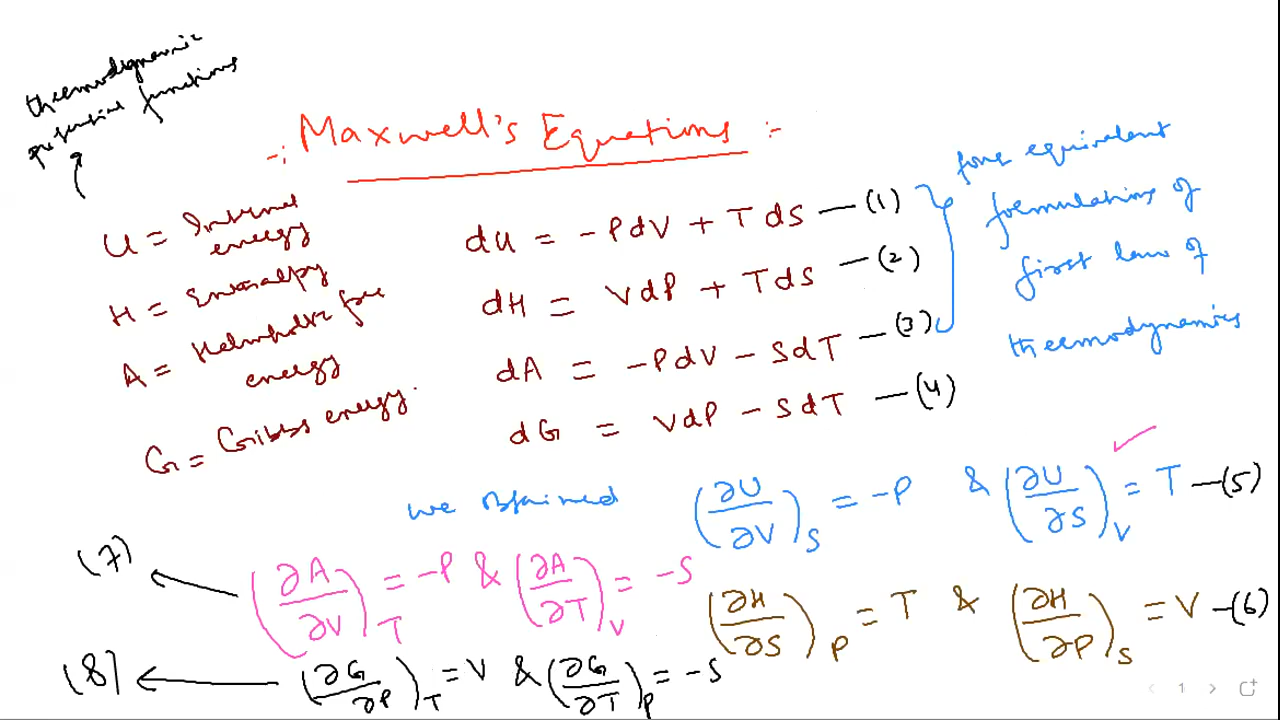 thermodynamic
potential functions
-: Maxwell's Equations :-
U = Internal
energy
H = Enthalpy
A = Helmholtz free
energy
G = Gibbs energy.
dU = -PdV + TdS —(1)
dH = VdP + TdS —(2)
dA = -PdV - SdT —(3)
dG = VdP - SdT —(4)
four equivalent
formulations of
first law of
thermodynamics
we obtained (∂U/∂V)_S = -P & (∂U/∂S)_V = T —(5)
(∂H/∂S)_P = T & (∂H/∂P)_S = V —(6)
(7) ← (∂A/∂V)_T = -P & (∂A/∂T)_V = -S
(8) ← (∂G/∂P)_T = V & (∂G/∂T)_P = -S
1